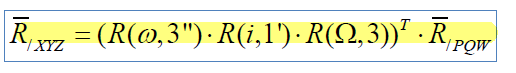 R̅/XYZ = (R(ω,3")·R(i,1')·R(Ω,3))ᵀ · R̅/PQW